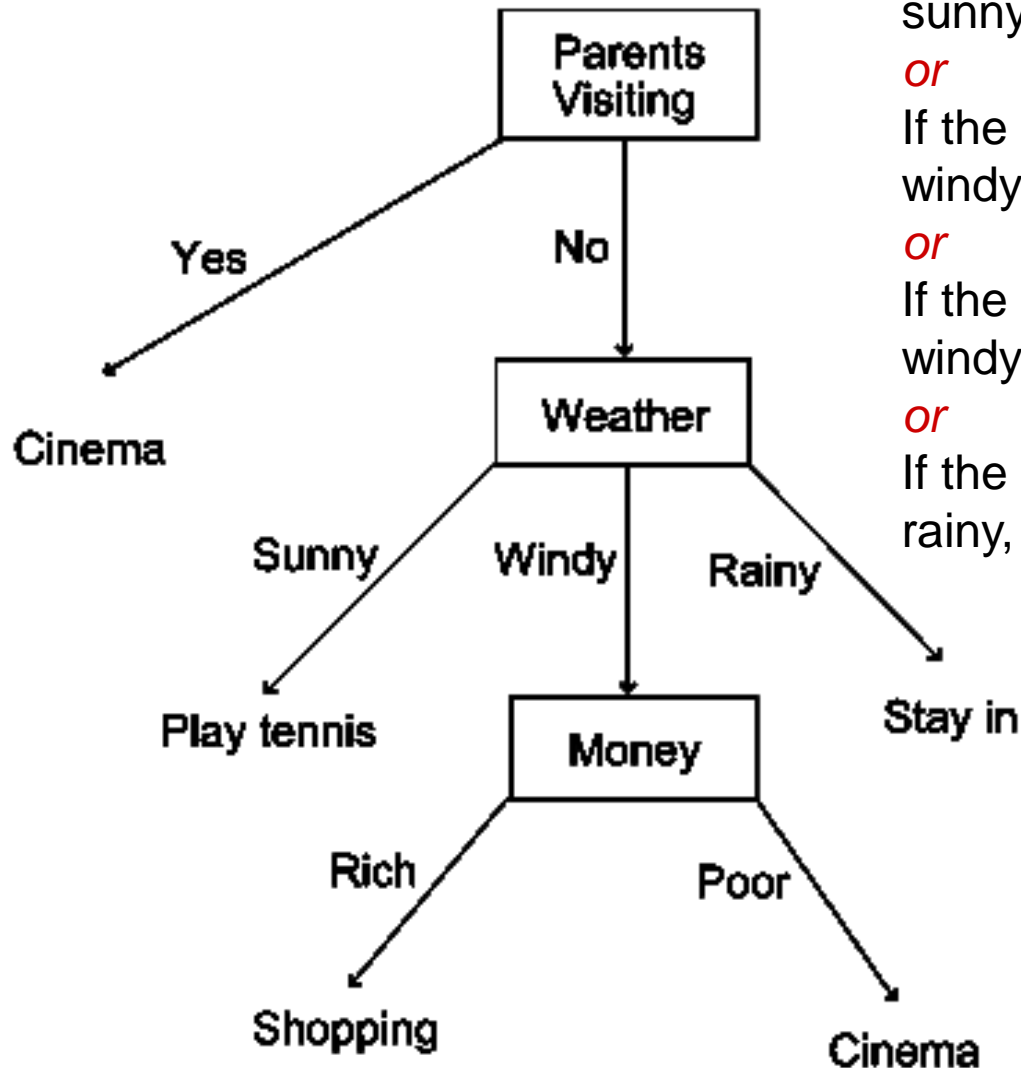 Parents
Visiting
Yes
No
Cinema
Weather
Sunny
Windy
Rainy
Play tennis
Money
Stay in
Rich
Poor
Shopping
Cinema
sunny
or
If the
windy
or
If the
windy
or
If the
rainy,